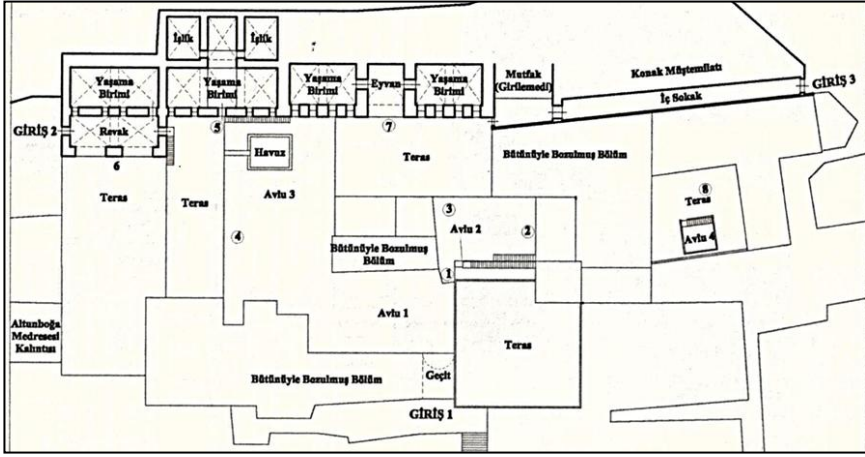 İşlik
İşlik
Yaşama
Birimi
Yaşama
Birimi
Yaşama
Birimi
Eyvan
Yaşama
Birimi
Mutfak
(Girilemedi)
Konak Müştemilatı
GİRİŞ 3
İç Sokak
GİRİŞ 2
Revak
5
7
6
Havuz
Teras
Bütünüyle Bozulmuş Bölüm
Teras
Teras
Avlu 3
8
Teras
3
Avlu 2
2
4
Avlu 4
Bütünüyle Bozulmuş
Bölüm
1
Avlu 1
Altunboğa
Medresesi
Kalıntısı
Teras
Bütünüyle Bozulmuş Bölüm
Geçit
GİRİŞ 1